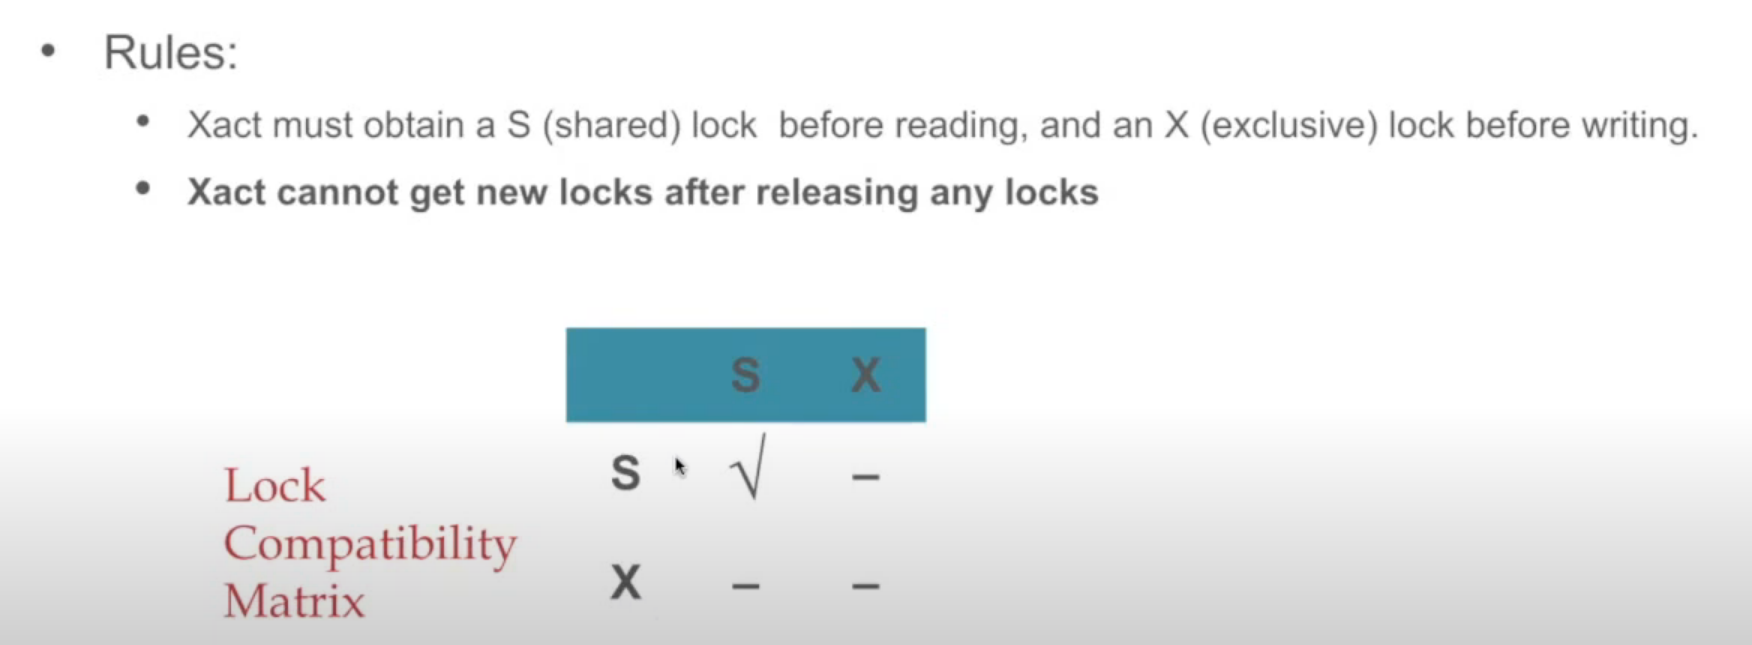 • Rules:
• Xact must obtain a S (shared) lock before reading, and an X (exclusive) lock before writing.
• Xact cannot get new locks after releasing any locks
S X
S √ –
Lock
Compatibility
X – –
Matrix